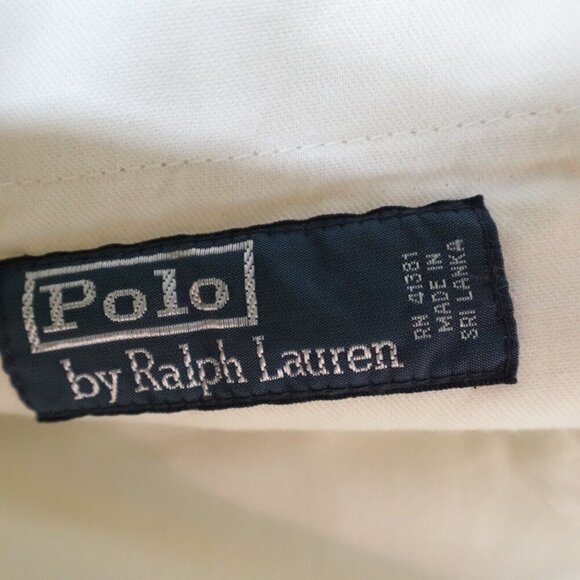 Polo
by Ralph Lauren
RN 41381
MADE IN
SRI LANKA